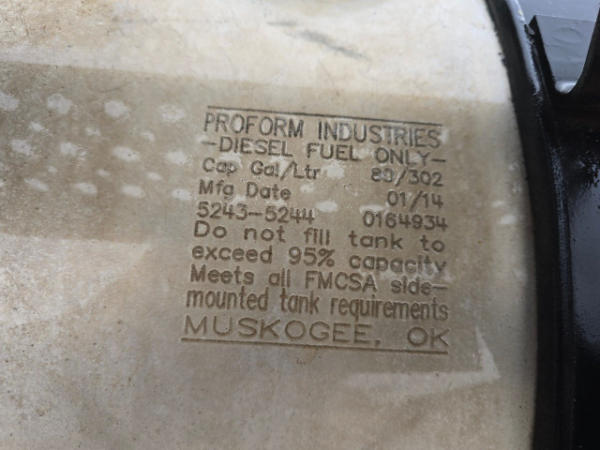 PROFORM INDUSTRIES
-DIESEL FUEL ONLY-
Cap Gal/Ltr 80/302
Mfg Date 01/14
5243-5244 0164934
Do not fill tank to
exceed 95% capacity
Meets all FMCSA side-
mounted tank requirements
MUSKOGEE, OK